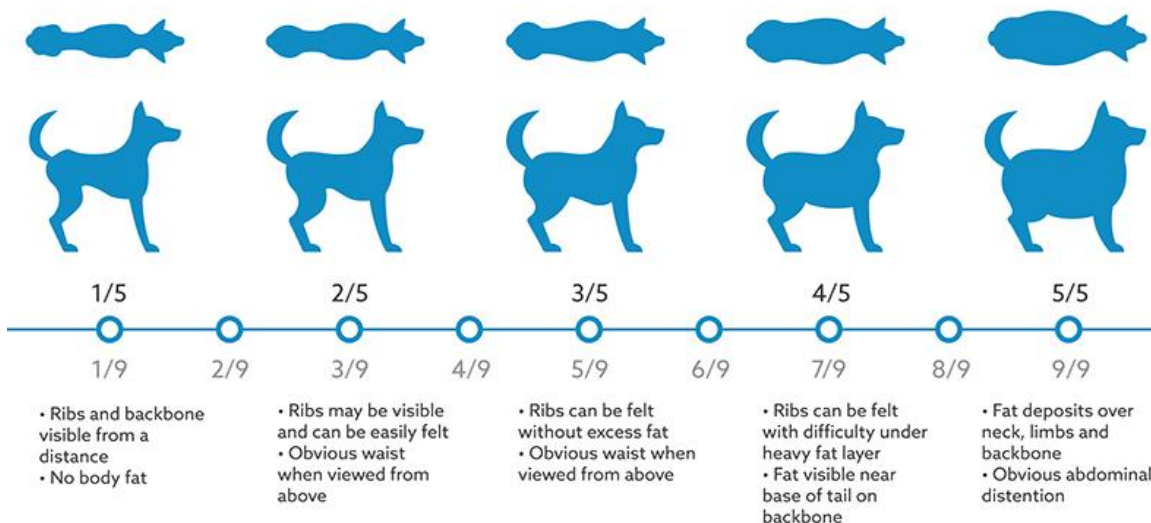 1/5 2/5 3/5 4/5 5/5
1/9 2/9 3/9 4/9 5/9 6/9 7/9 8/9 9/9
• Ribs and backbone
visible from a
distance
• No body fat
• Ribs may be visible
and can be easily felt
• Obvious waist
when viewed from
above
• Ribs can be felt
without excess fat
• Obvious waist when
viewed from above
• Ribs can be felt
with difficulty under
heavy fat layer
• Fat visible near
base of tail on
backbone
• Fat deposits over
neck, limbs and
backbone
• Obvious abdominal
distention